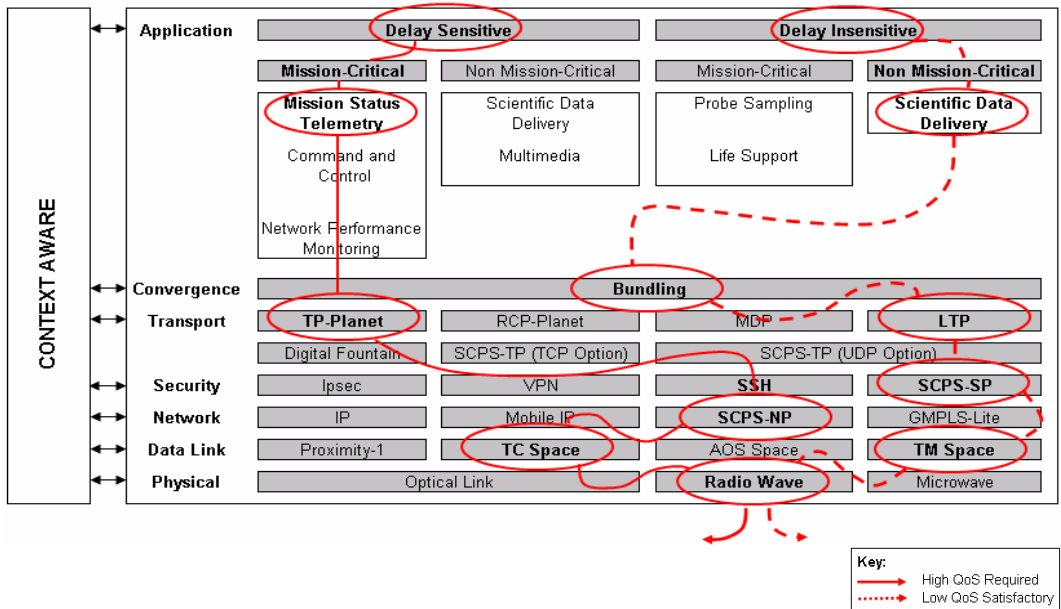 CONTEXT AWARE
Application
Delay Sensitive
Delay Insensitive
Mission-Critical
Non Mission-Critical
Mission-Critical
Non Mission-Critical
Mission Status
Telemetry
Command and
Control
Network Performance
Monitoring
Scientific Data
Delivery
Multimedia
Probe Sampling
Life Support
Scientific Data
Delivery
Convergence
Bundling
Transport
TP-Planet
RCP-Planet
MDP
LTP
Digital Fountain
SCPS-TP (TCP Option)
SCPS-TP (UDP Option)
Security
Ipsec
VPN
SSH
SCPS-SP
Network
IP
Mobile IP
SCPS-NP
GMPLS-Lite
Data Link
Proximity-1
TC Space
AOS Space
TM Space
Physical
Optical Link
Radio Wave
Microwave
Key:
High QoS Required
Low QoS Satisfactory